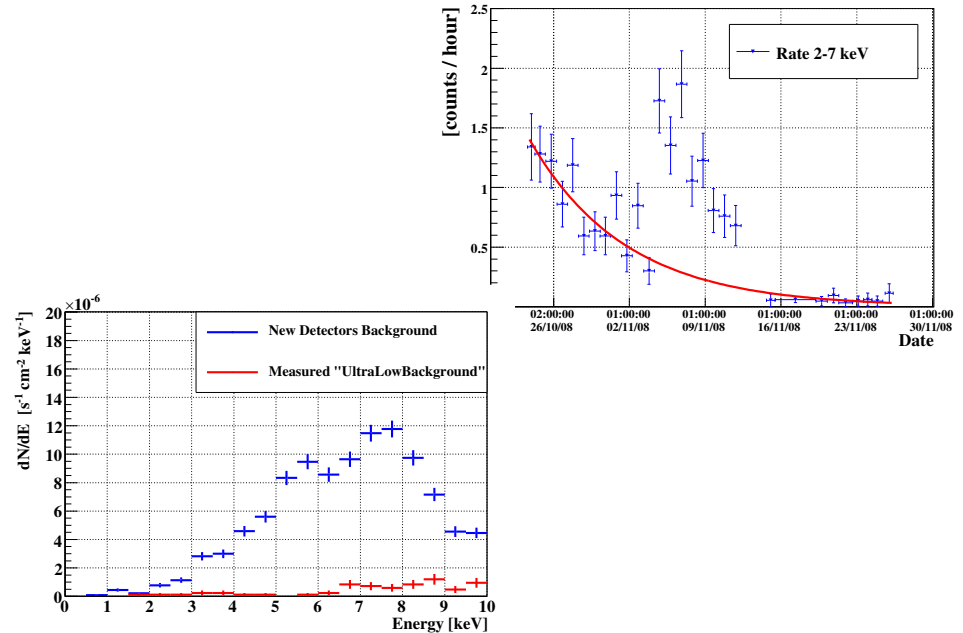 [counts / hour]
2.5
2
1.5
1
0.5
0
Rate 2-7 keV
02:00:00 01:00:00 01:00:00 01:00:00 01:00:00 01:00:00
26/10/08 02/11/08 09/11/08 16/11/08 23/11/08 30/11/08
Date
×10⁻⁶
dN/dE [s⁻¹ cm⁻² keV⁻¹]
20
18
16
14
12
10
8
6
4
2
0
New Detectors Background
Measured "UltraLowBackground"
0 1 2 3 4 5 6 7 8 9 10
Energy [keV]